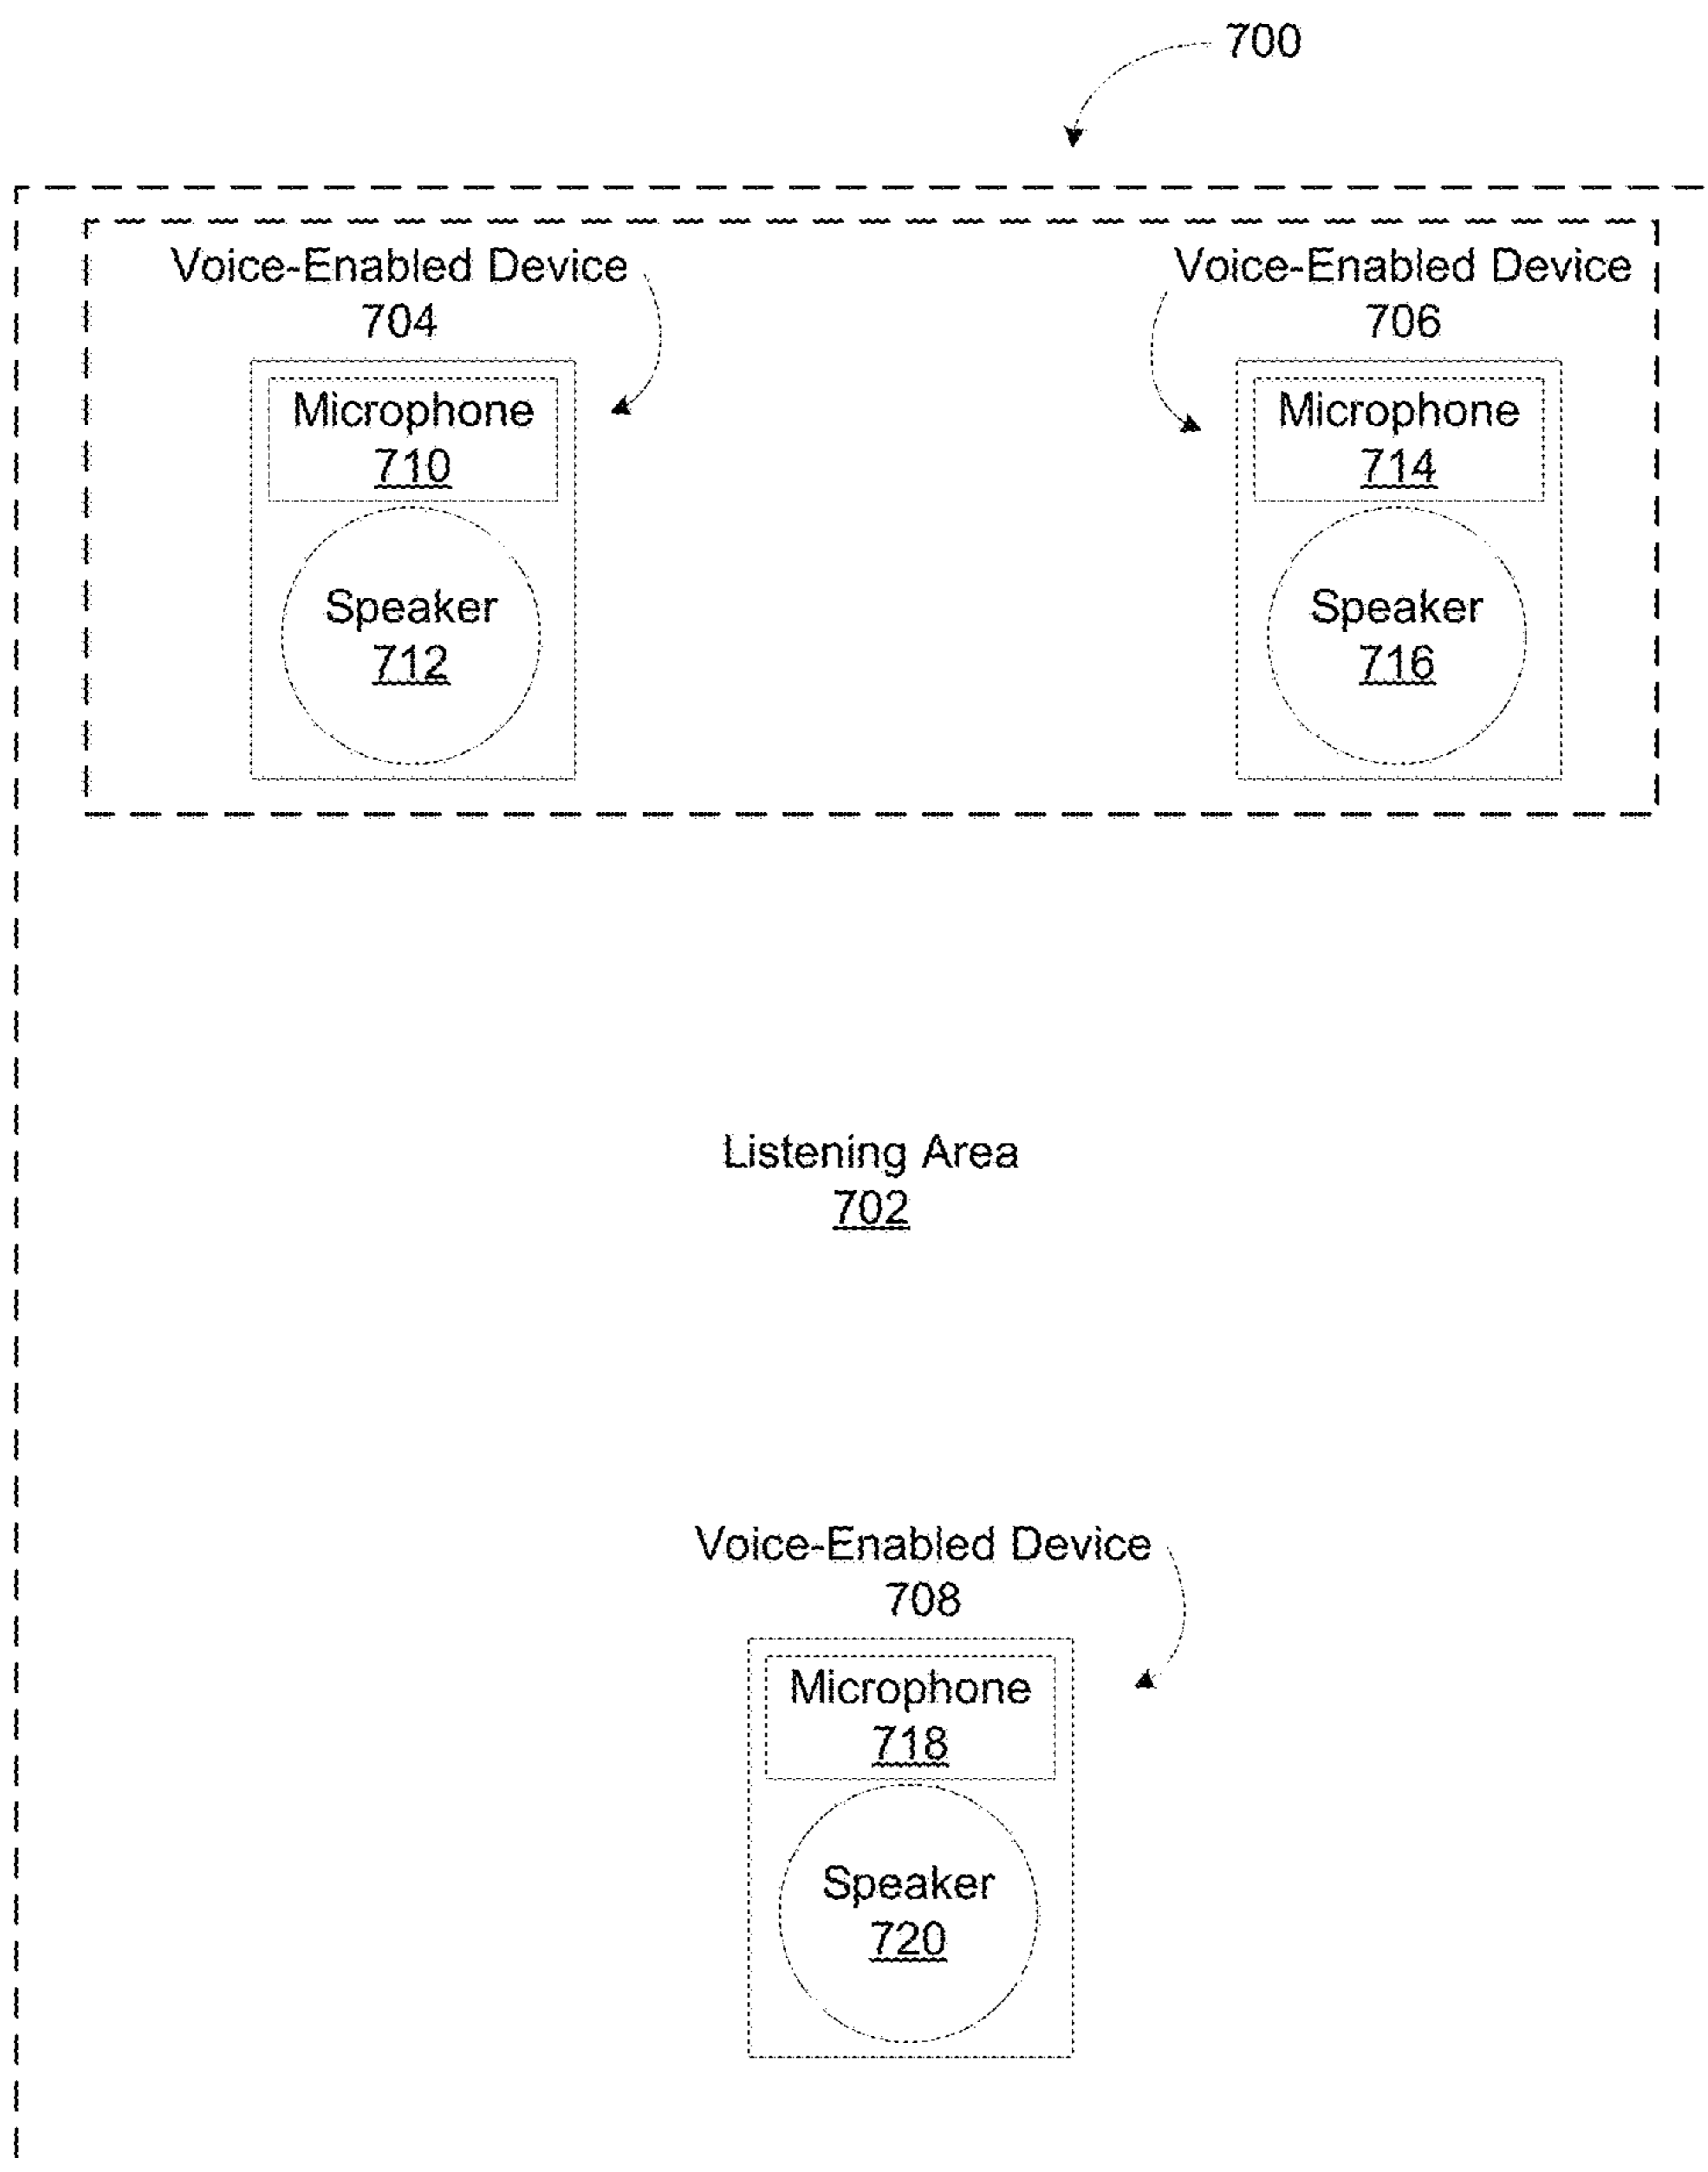 700
Voice-Enabled Device
704
Microphone
710
Speaker
712
Voice-Enabled Device
706
Microphone
714
Speaker
716
Listening Area
702
Voice-Enabled Device
708
Microphone
718
Speaker
720